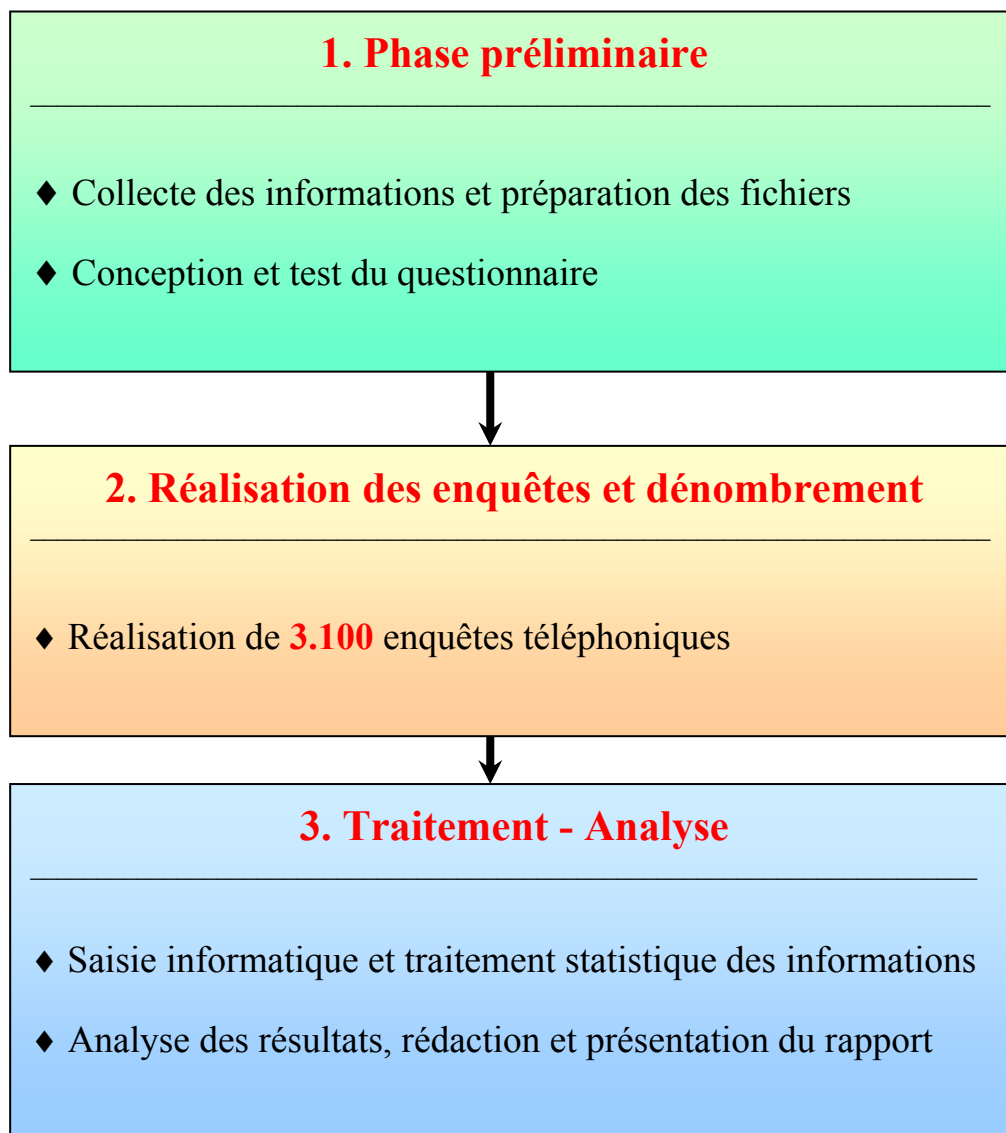 1. Phase préliminaire
♦ Collecte des informations et préparation des fichiers
♦ Conception et test du questionnaire
2. Réalisation des enquêtes et dénombrement
♦ Réalisation de 3.100 enquêtes téléphoniques
3. Traitement - Analyse
♦ Saisie informatique et traitement statistique des informations
♦ Analyse des résultats, rédaction et présentation du rapport